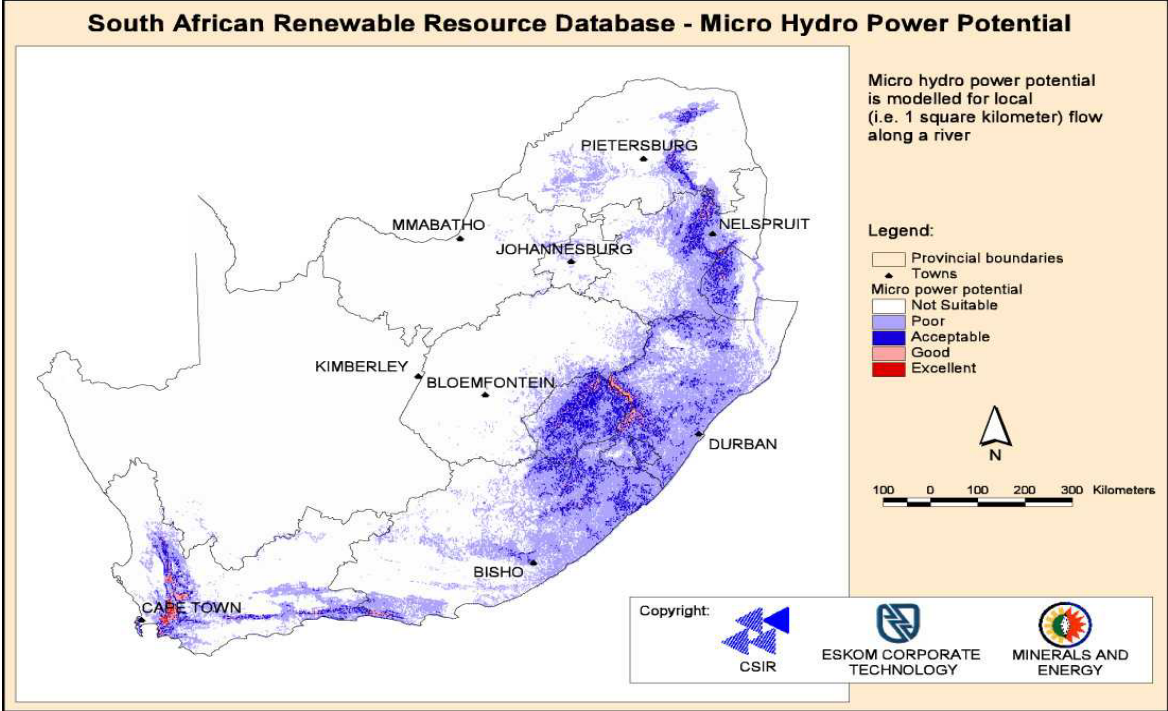 South African Renewable Resource Database - Micro Hydro Power Potential
Micro hydro power potential
is modelled for local
(i.e. 1 square kilometer) flow
along a river
PIETERSBURG
MMABATHO
NELSPRUIT
JOHANNESBURG
KIMBERLEY
BLOEMFONTEIN
DURBAN
BISHO
CAPE TOWN
Legend:
Provincial boundaries
Towns
Micro power potential
Not Suitable
Poor
Acceptable
Good
Excellent
N
100 0 100 200 300 Kilometers
Copyright:
CSIR
ESKOM CORPORATE
TECHNOLOGY
MINERALS AND
ENERGY